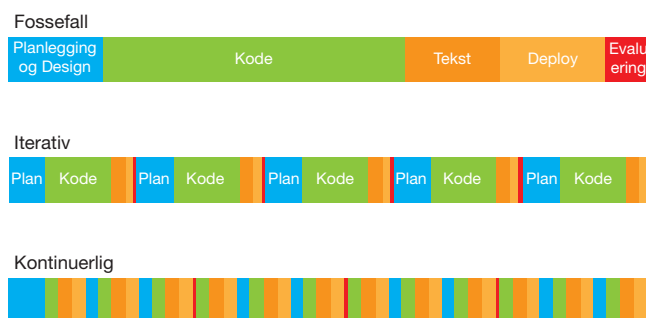 Fossefall
Planlegging
og Design
Kode
Tekst
Deploy
Evalu
ering
Iterativ
Plan Kode Plan Kode Plan Kode Plan Kode Plan Kode
Kontinuerlig